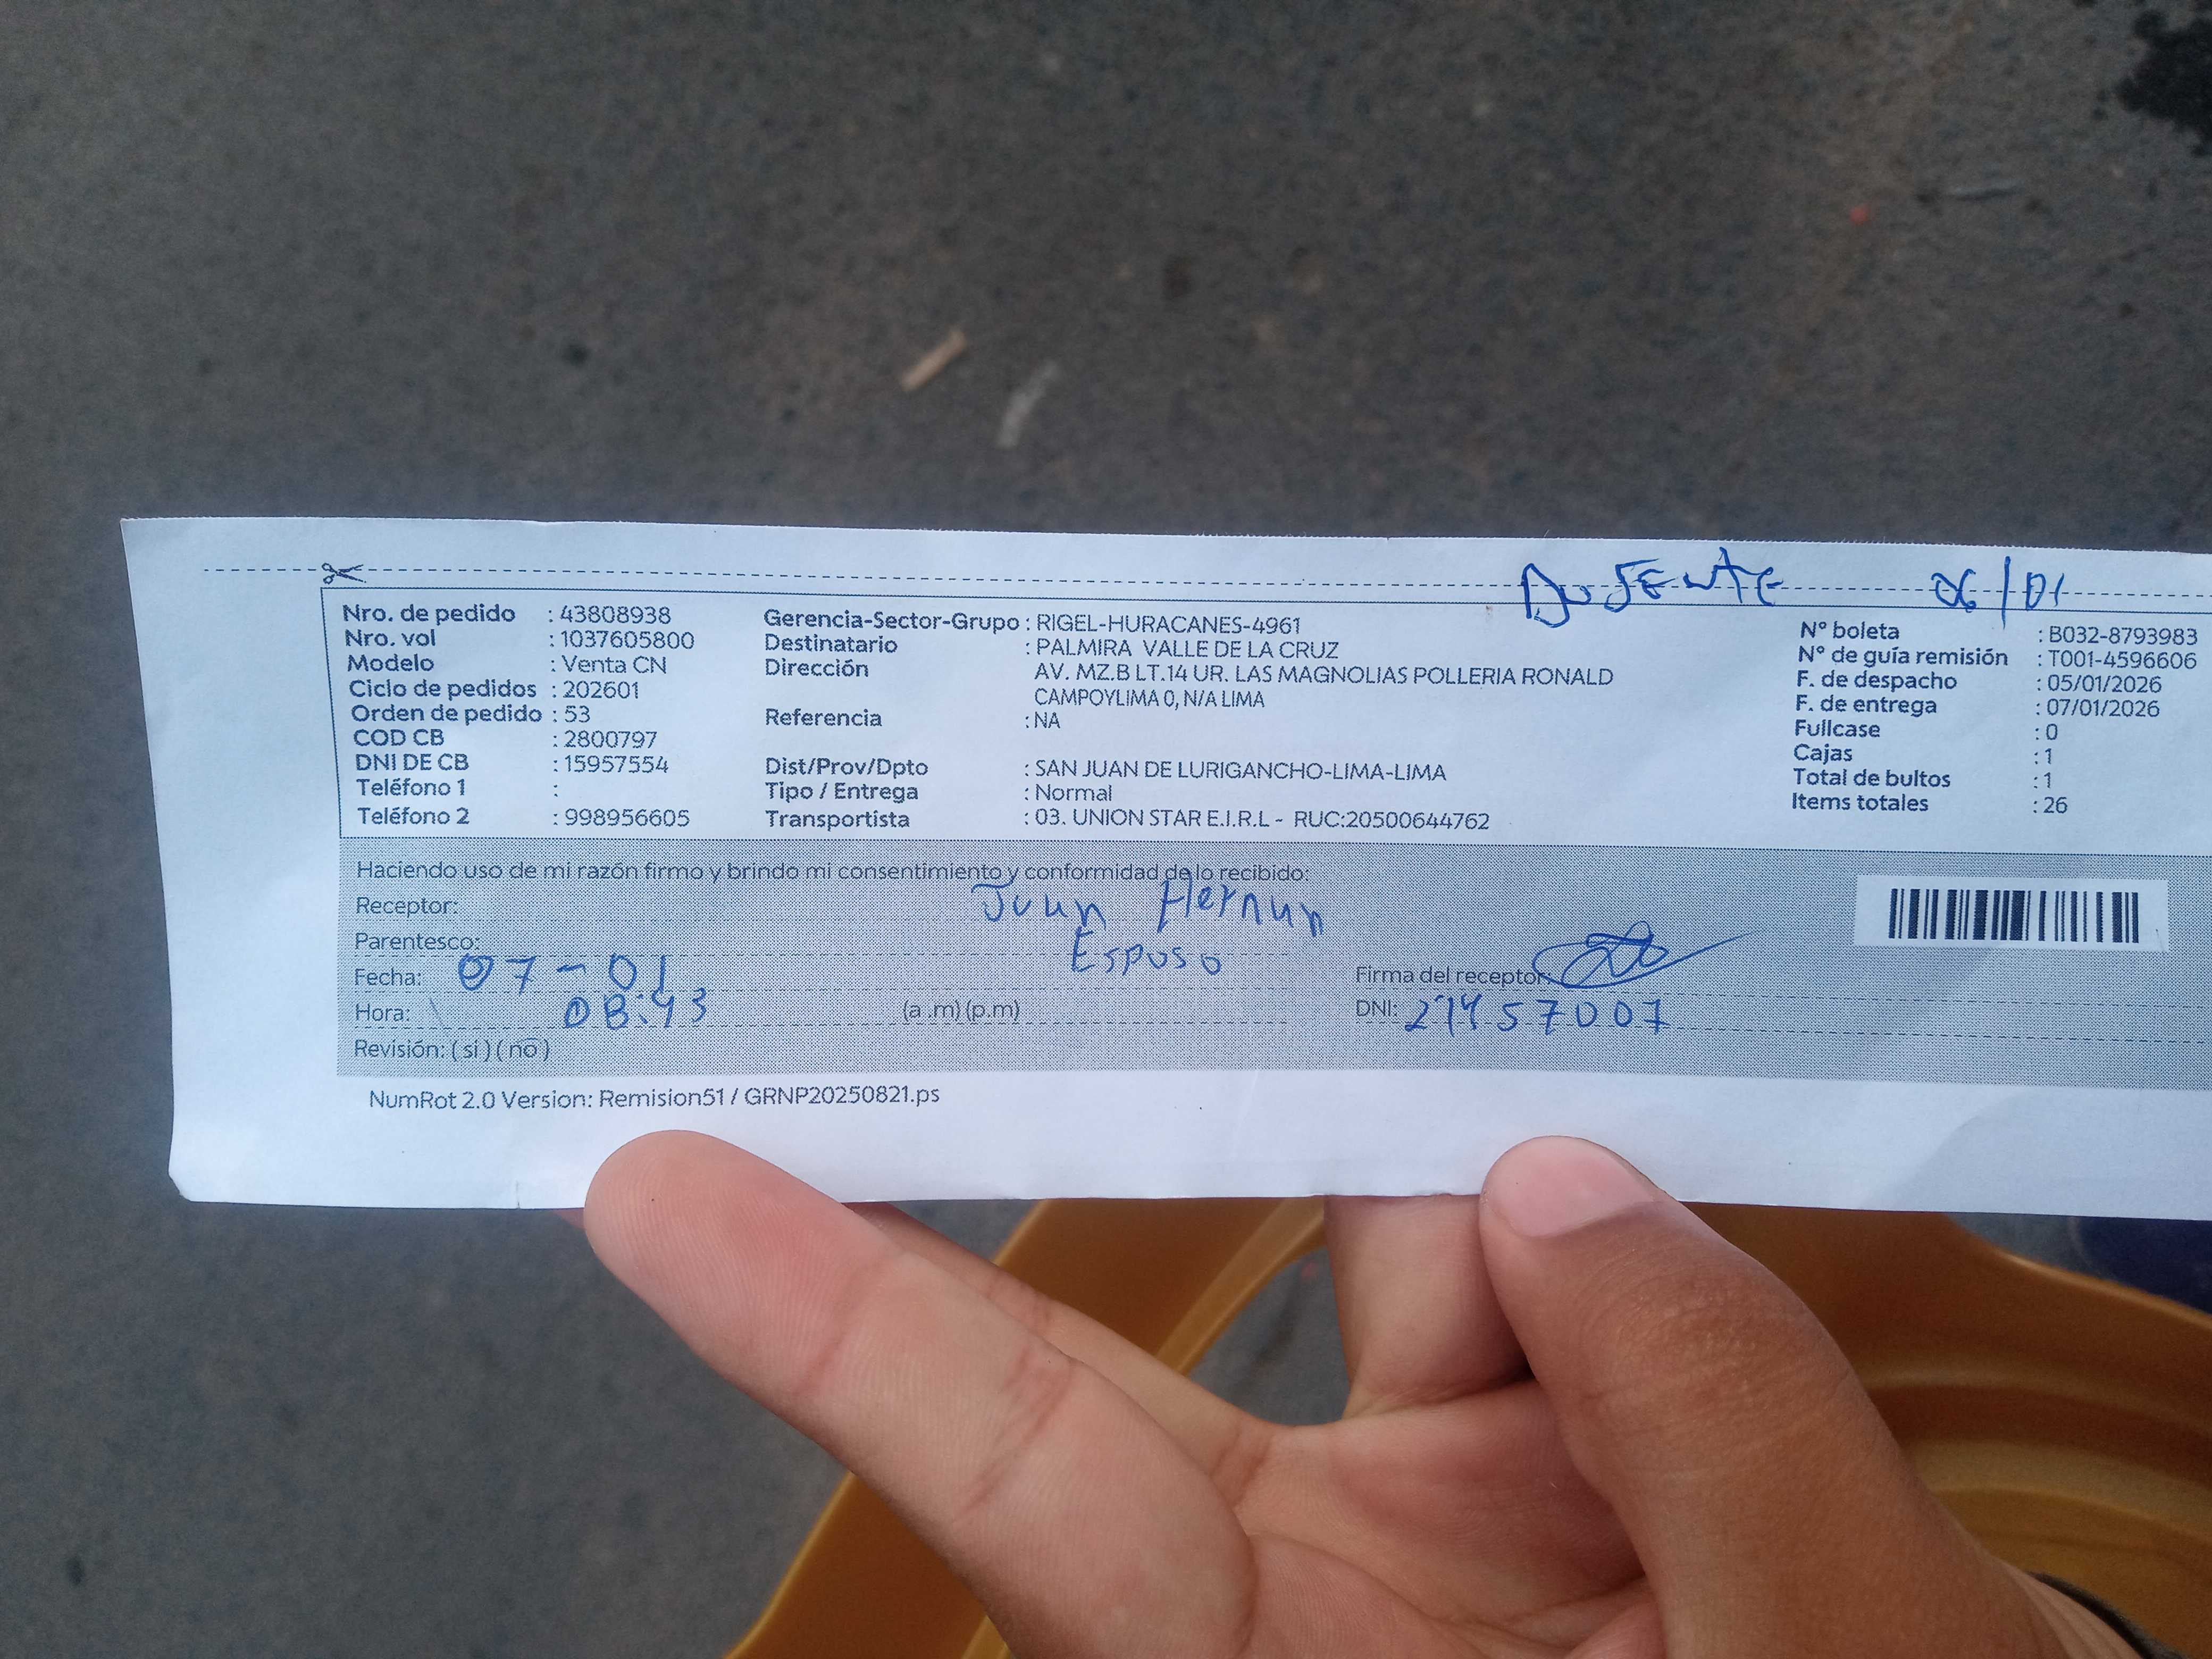 Ausente 06/01
Nro. de pedido : 43808938
Nro. vol : 1037605800
Modelo : Venta CN
Ciclo de pedidos : 202601
Orden de pedido : 53
COD CB : 2800797
DNI DE CB : 15957554
Teléfono 1 :
Teléfono 2 : 998956605
Gerencia-Sector-Grupo : RIGEL-HURACANES-4961
Destinatario : PALMIRA VALLE DE LA CRUZ
Dirección AV. MZ.B LT.14 UR. LAS MAGNOLIAS POLLERIA RONALD
CAMPOYLIMA 0, N/A LIMA
Referencia : NA
Dist/Prov/Dpto : SAN JUAN DE LURIGANCHO-LIMA-LIMA
Tipo / Entrega : Normal
Transportista : 03. UNION STAR E.I.R.L - RUC:20500644762
N° boleta : B032-8793983
N° de guía remisión : T001-4596606
F. de despacho : 05/01/2026
F. de entrega : 07/01/2026
Fullcase : 0
Cajas : 1
Total de bultos : 1
Items totales : 26
Haciendo uso de mi razón firmo y brindo mi consentimiento y conformidad de lo recibido:
Receptor: Juan Hernan
Parentesco: Esposo
Fecha: 07-01
Firma del receptor:
Hora: 08:43 (a .m) (p.m)
DNI:
Revisión: ( si ) ( no )
NumRot 2.0 Version: Remision51 / GRNP20250821.ps